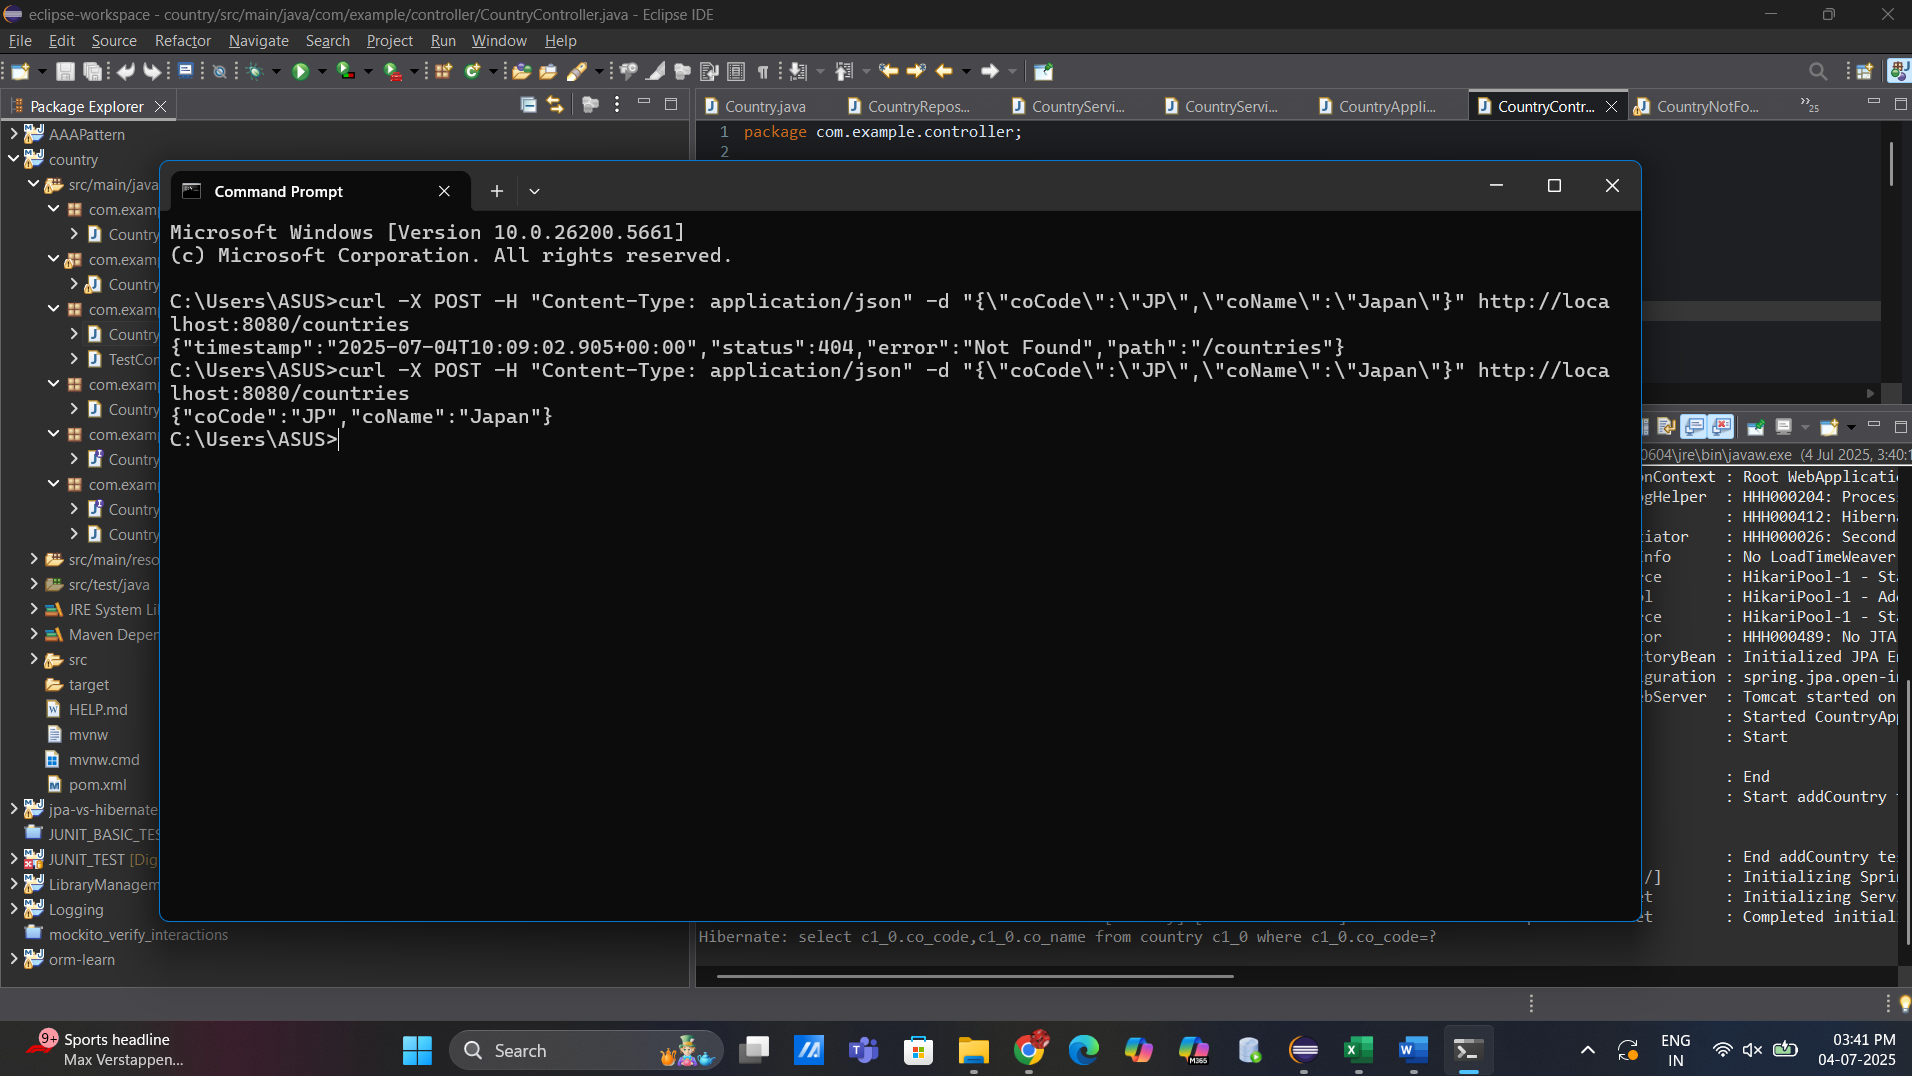 eclipse-workspace - country/src/main/java/com/example/controller/CountryController.java - Eclipse IDE
File Edit Source Refactor Navigate Search Project Run Window Help
Package Explorer
Country.java CountryRepos... CountryServi... CountryServi... CountryAppli... CountryContr... CountryNotFo... »25
1 package com.example.controller;
2
AAAPattern
country
src/main/java
com.examp
Country
com.examp
Country
com.examp
Country
TestCon
com.examp
Country
com.examp
Country
com.examp
Country
Country
src/main/reso
src/test/java
JRE System Li
Maven Depen
src
target
HELP.md
mvnw
mvnw.cmd
pom.xml
jpa-vs-hibernate
JUNIT_BASIC_TES
JUNIT_TEST [Dig
LibraryManagem
Logging
mockito_verify_interactions
orm-learn
Command Prompt
Microsoft Windows [Version 10.0.26200.5661]
(c) Microsoft Corporation. All rights reserved.
C:\Users\ASUS>curl -X POST -H "Content-Type: application/json" -d "{\"coCode\":\"JP\",\"coName\":\"Japan\"}" http://loca
lhost:8080/countries
{"timestamp":"2025-07-04T10:09:02.905+00:00","status":404,"error":"Not Found","path":"/countries"}
C:\Users\ASUS>curl -X POST -H "Content-Type: application/json" -d "{\"coCode\":\"JP\",\"coName\":\"Japan\"}" http://loca
lhost:8080/countries
{"coCode":"JP","coName":"Japan"}
C:\Users\ASUS>
0604\jre\bin\javaw.exe (4 Jul 2025, 3:40:1
onContext : Root WebApplicati
ogHelper : HHH000204: Proces
: HHH000412: Hibern
iator : HHH000026: Second
nfo : No LoadTimeWeaver
ce : HikariPool-1 - St
ol : HikariPool-1 - Ad
ce : HikariPool-1 - St
or : HHH000489: No JTA
toryBean : Initialized JPA E
guration : spring.jpa.open-i
bServer : Tomcat started on
: Started CountryAp
: Start
: End
: Start addCountry
: End addCountry te
/] : Initializing Spri
et : Initializing Serv
et : Completed initial
Hibernate: select c1_0.co_code,c1_0.co_name from country c1_0 where c1_0.co_code=?
9+
Sports headline
Max Verstappen...
Search
M365
ENG
IN
03:41 PM
04-07-2025